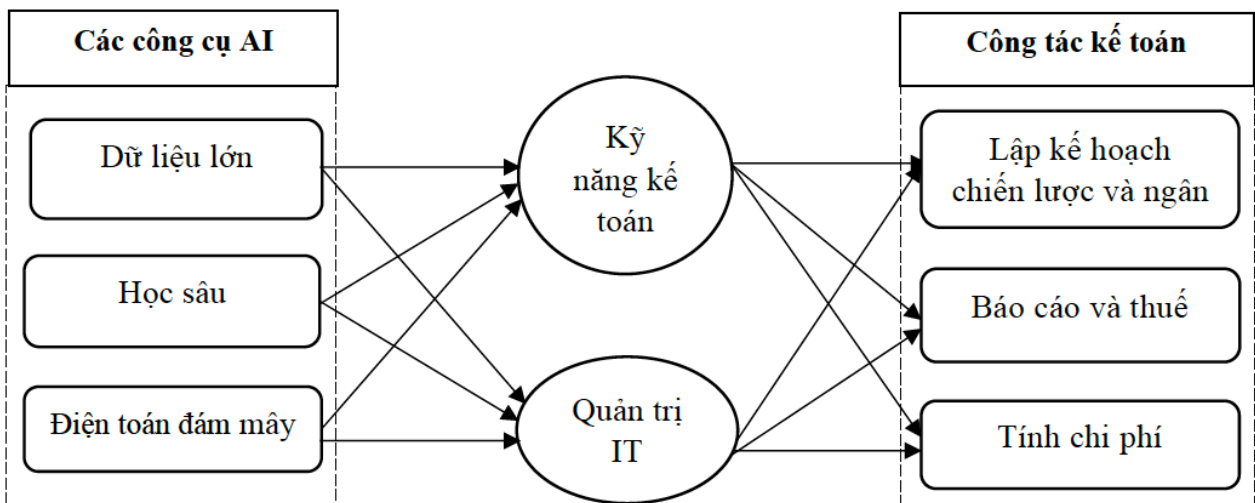 Các công cụ AI
Dữ liệu lớn
Học sâu
Điện toán đám mây
Kỹ
năng kế
toán
Quản trị
IT
Công tác kế toán
Lập kế hoạch
chiến lược và ngân
Báo cáo và thuế
Tính chi phí